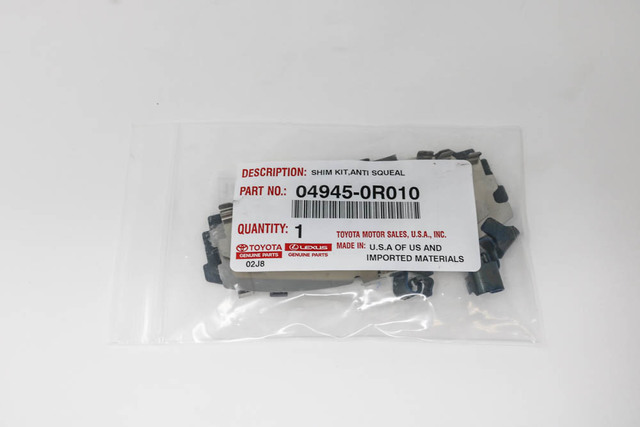 DESCRIPTION: SHIM KIT,ANTI SQUEAL
PART NO.: 04945-0R010
QUANTITY: 1
TOYOTA MOTOR SALES, U.S.A., INC.
TOYOTA LEXUS
GENUINE PARTS GENUINE PARTS
MADE IN: U.S.A OF US AND
IMPORTED MATERIALS
02J8